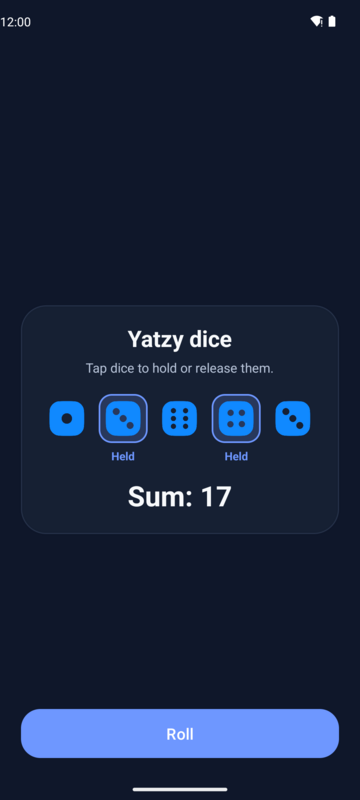 12:00
Yatzy dice
Tap dice to hold or release them.
Held
Held
Sum: 17
Roll